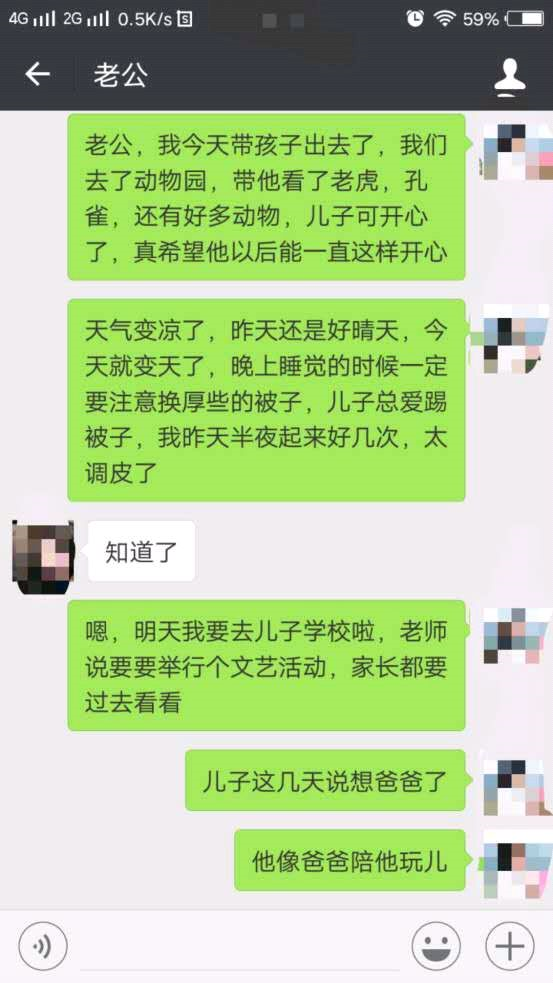 4G 2G 0.5K/s 59%
老公
老公，我今天带孩子出去了，我们
去了动物园，带他看了老虎，孔
雀，还有好多动物，儿子可开心
了，真希望他以后能一直这样开心
天气变凉了，昨天还是好晴天，今
天就变天了，晚上睡觉的时候一定
要注意换厚些的被子，儿子总爱踢
被子，我昨天半夜起来好几次，太
调皮了
知道了
嗯，明天我要去儿子学校啦，老师
说要要举行个文艺活动，家长都要
过去看看
儿子这几天说想爸爸了
他像爸爸陪他玩儿